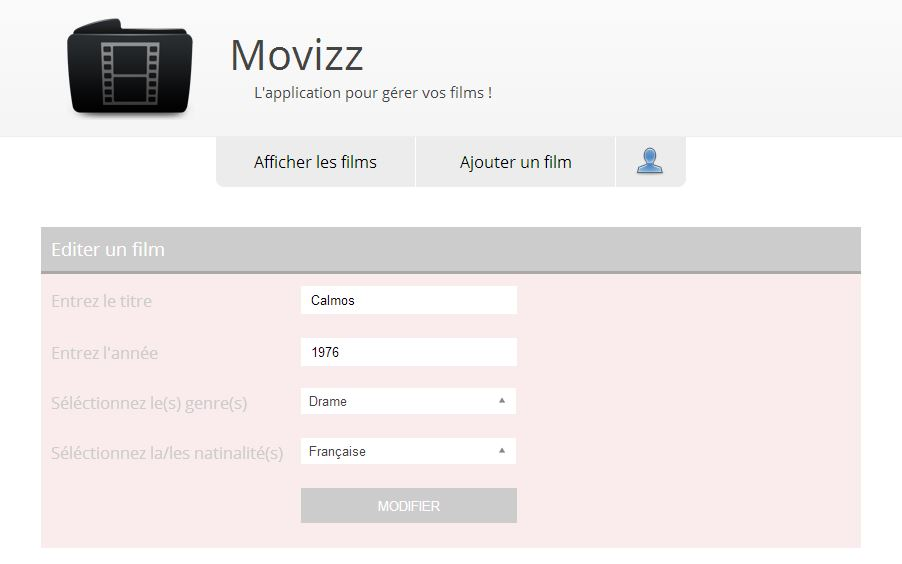 Movizz
L'application pour gérer vos films !
Afficher les films
Ajouter un film
Editer un film
Entrez le titre
Calmos
Entrez l'année
1976
Séléctionnez le(s) genre(s)
Drame
Séléctionnez la/les natinalité(s)
Française
MODIFIER